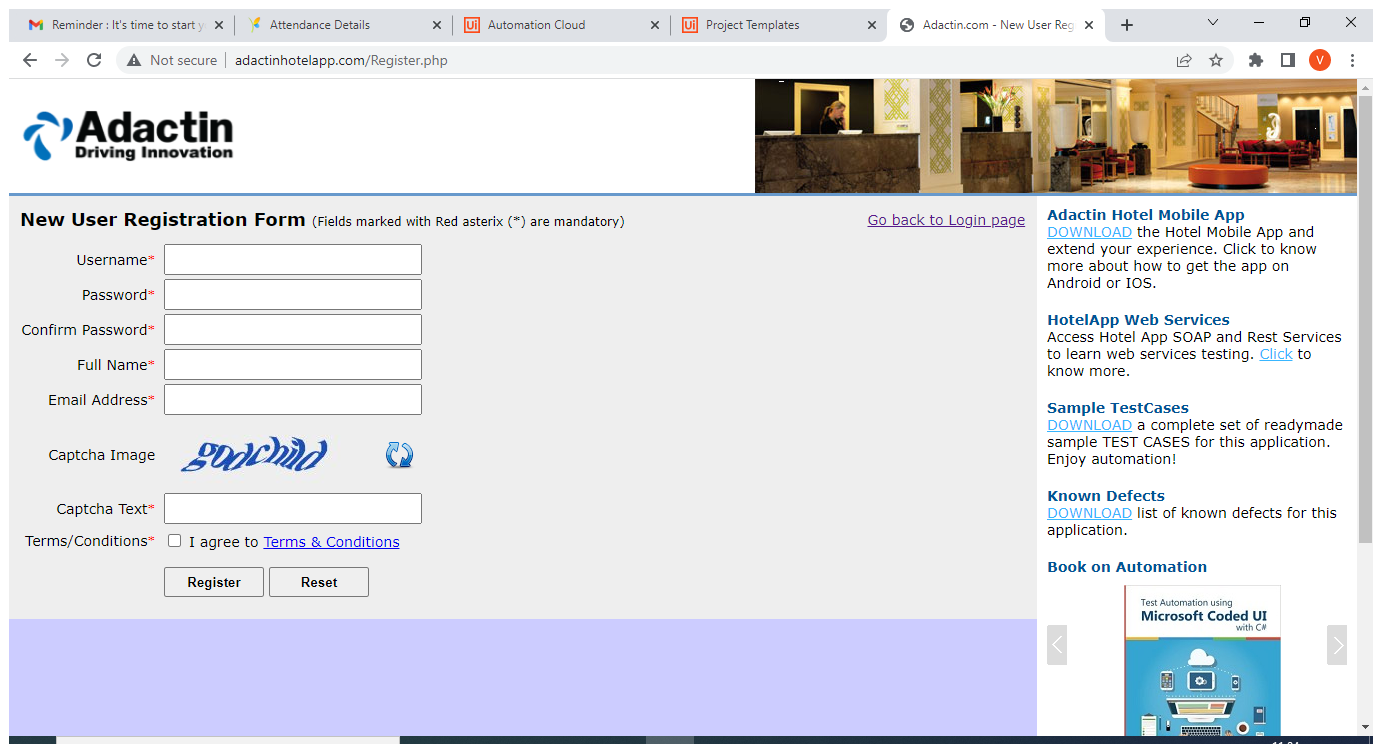 Reminder : It's time to start y
Attendance Details
Automation Cloud
Project Templates
Adactin.com - New User Reg
Not secure
adactinhotelapp.com/Register.php
V
Adactin
Driving Innovation
New User Registration Form (Fields marked with Red asterix (*) are mandatory)
Go back to Login page
Username*
Password*
Confirm Password*
Full Name*
Email Address*
Captcha Image
godchild
Captcha Text*
Terms/Conditions*
I agree to Terms & Conditions
Register
Reset
Adactin Hotel Mobile App
DOWNLOAD the Hotel Mobile App and
extend your experience. Click to know
more about how to get the app on
Android or IOS.
HotelApp Web Services
Access Hotel App SOAP and Rest Services
to learn web services testing. Click to
know more.
Sample TestCases
DOWNLOAD a complete set of readymade
sample TEST CASES for this application.
Enjoy automation!
Known Defects
DOWNLOAD list of known defects for this
application.
Book on Automation
Test Automation using
Microsoft Coded UI
with C#